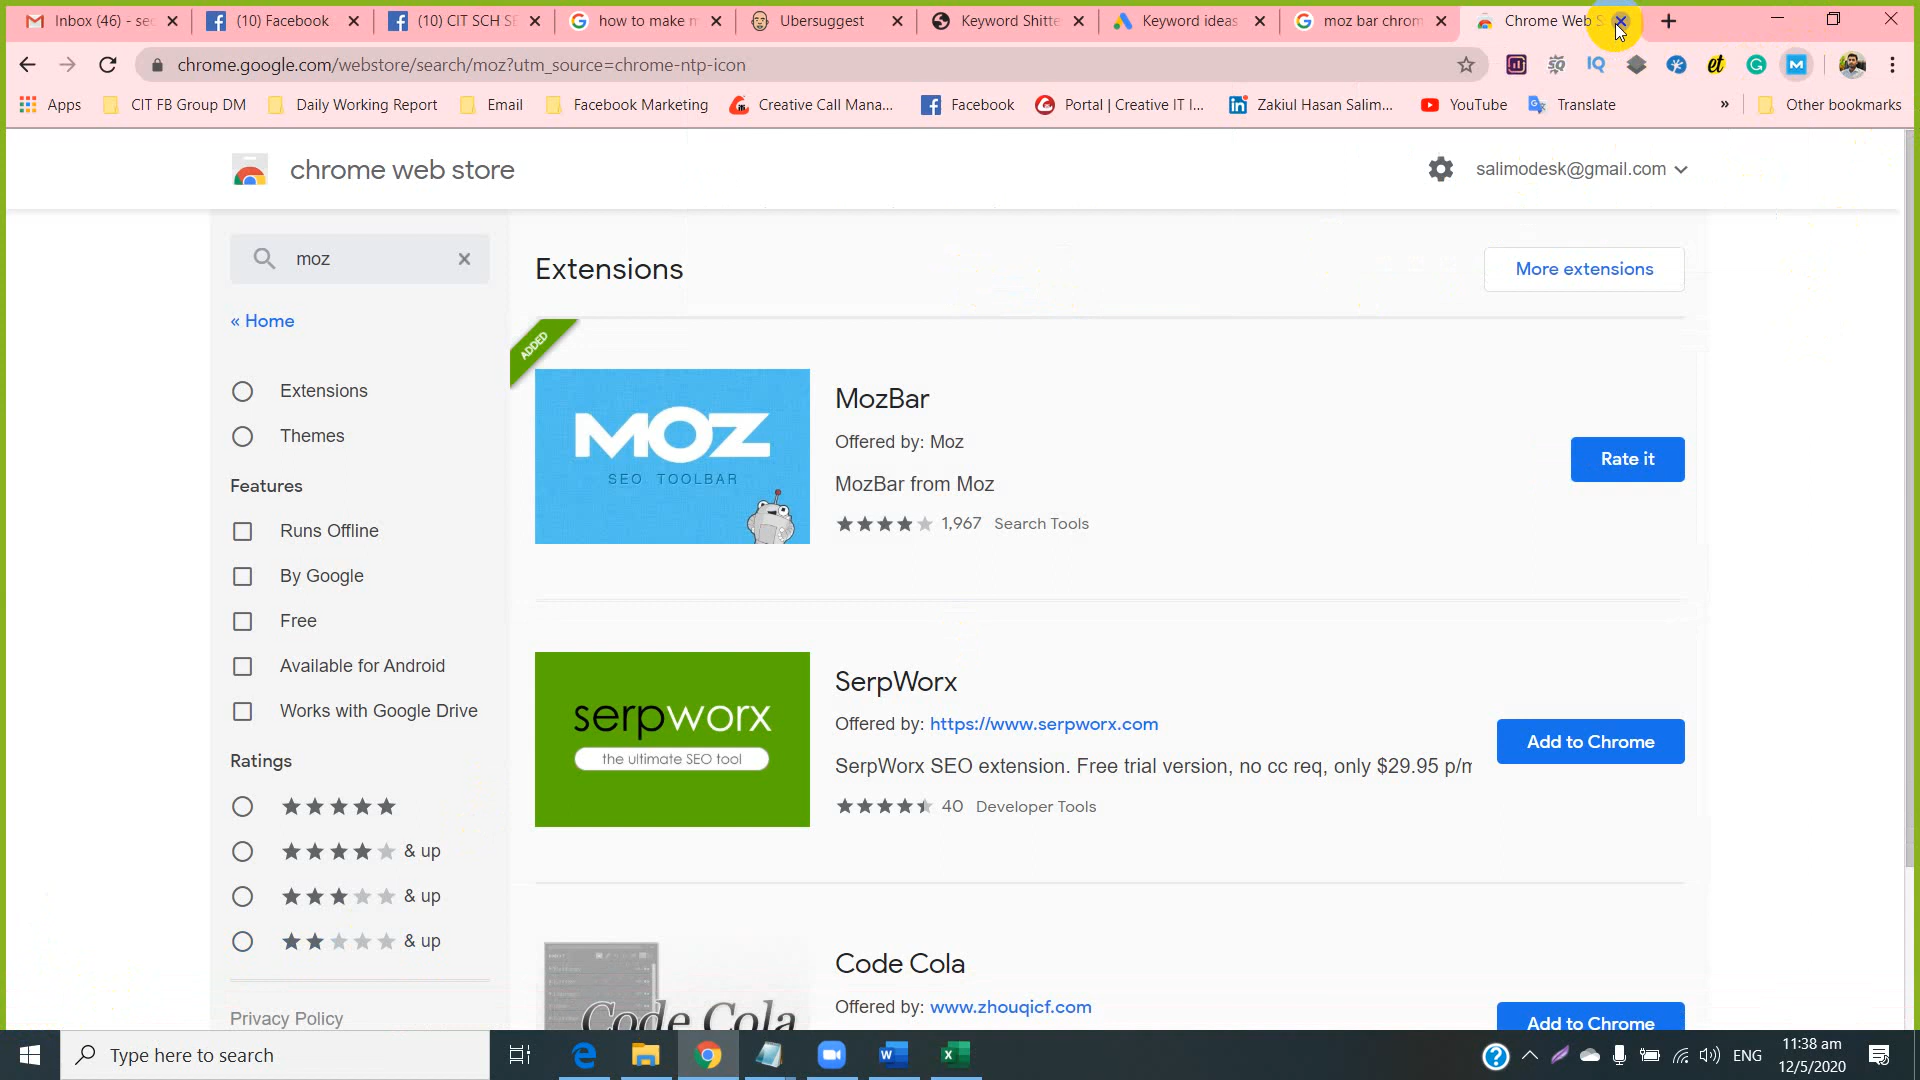 Inbox (46) - se
(10) Facebook
(10) CIT SCH S
how to make m
Ubersuggest
Keyword Shitte
Keyword ideas
moz bar chrom
Chrome Web S
chrome.google.com/webstore/search/moz?utm_source=chrome-ntp-icon
Apps
CIT FB Group DM
Daily Working Report
Email
Facebook Marketing
Creative Call Mana...
Facebook
Portal | Creative IT I...
Zakiul Hasan Salim...
YouTube
Translate
»
Other bookmarks
chrome web store
salimodesk@gmail.com
moz
« Home
Extensions
Themes
Features
Runs Offline
By Google
Free
Available for Android
Works with Google Drive
Ratings
& up
& up
& up
Privacy Policy
Extensions
More extensions
ADDED
MOZ
SEO TOOLBAR
MozBar
Offered by: Moz
MozBar from Moz
1,967 Search Tools
Rate it
serpworx
the ultimate SEO tool
SerpWorx
Offered by: https://www.serpworx.com
SerpWorx SEO extension. Free trial version, no cc req, only $29.95 p/m
40 Developer Tools
Add to Chrome
Code Cola
Code Cola
Offered by: www.zhouqicf.com
Add to Chrome
Type here to search
ENG
11:38 am
12/5/2020